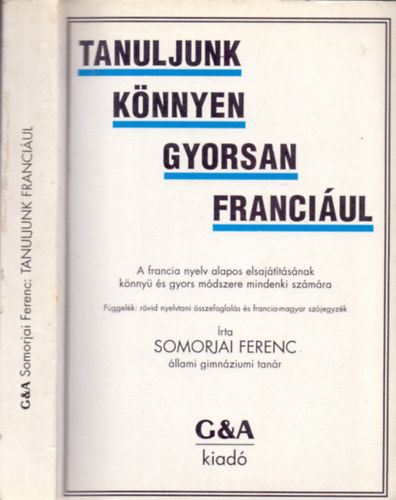 G&A Somorjai Ferenc: TANULJUNK FRANCIÁUL
TANULJUNK
KÖNNYEN
GYORSAN
FRANCIÁUL
A francia nyelv alapos elsajátításának
könnyü és gyors módszere mindenki számára
Függelék: rövid nyelvtani összefoglalás és francia-magyar szójegyzék
Írta
SOMORJAI FERENC
állami gimnáziumi tanár
G&A
kiadó